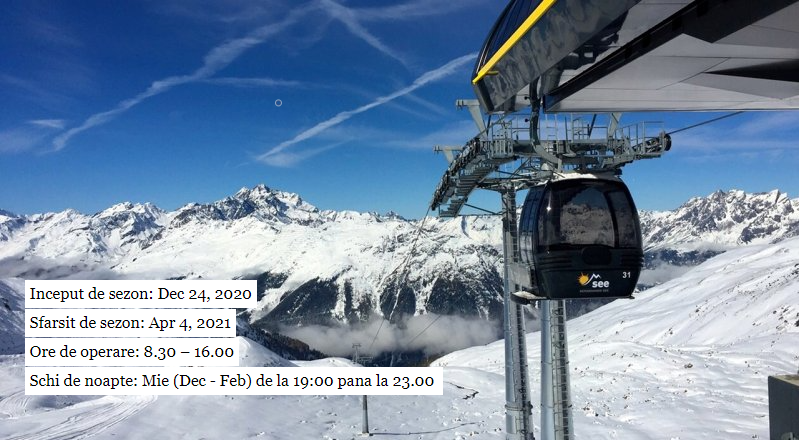 31
see
Inceput de sezon: Dec 24, 2020
Sfarsit de sezon: Apr 4, 2021
Ore de operare: 8.30 – 16.00
Schi de noapte: Mie (Dec - Feb) de la 19:00 pana la 23.00